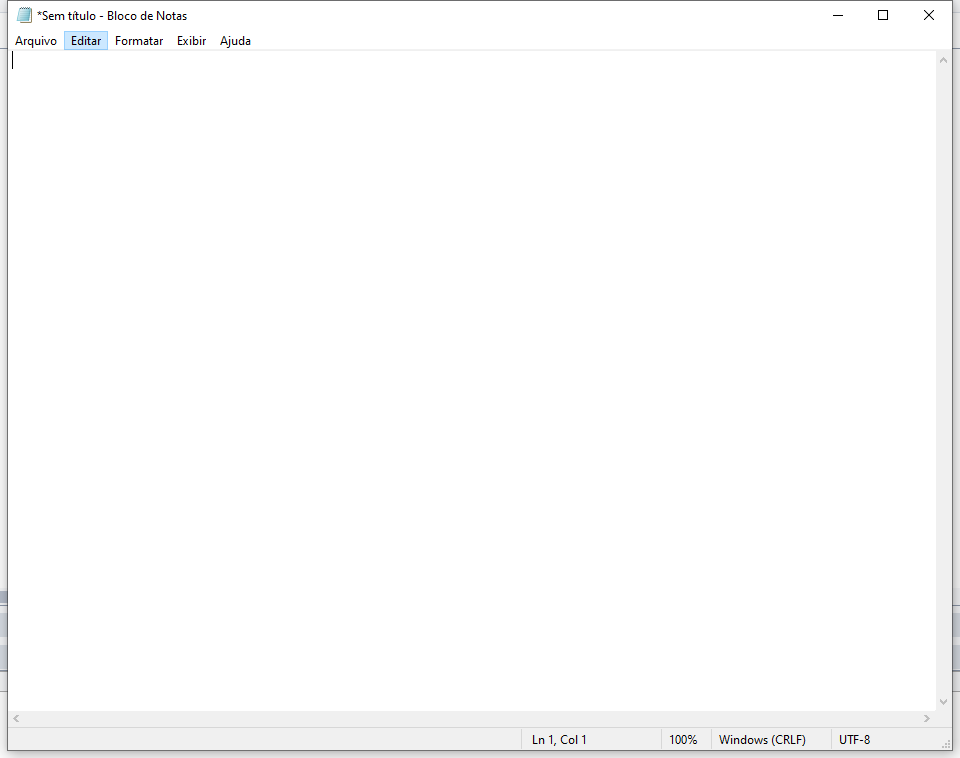 *Sem título - Bloco de Notas
Arquivo Editar Formatar Exibir Ajuda
Ln 1, Col 1 100% Windows (CRLF) UTF-8